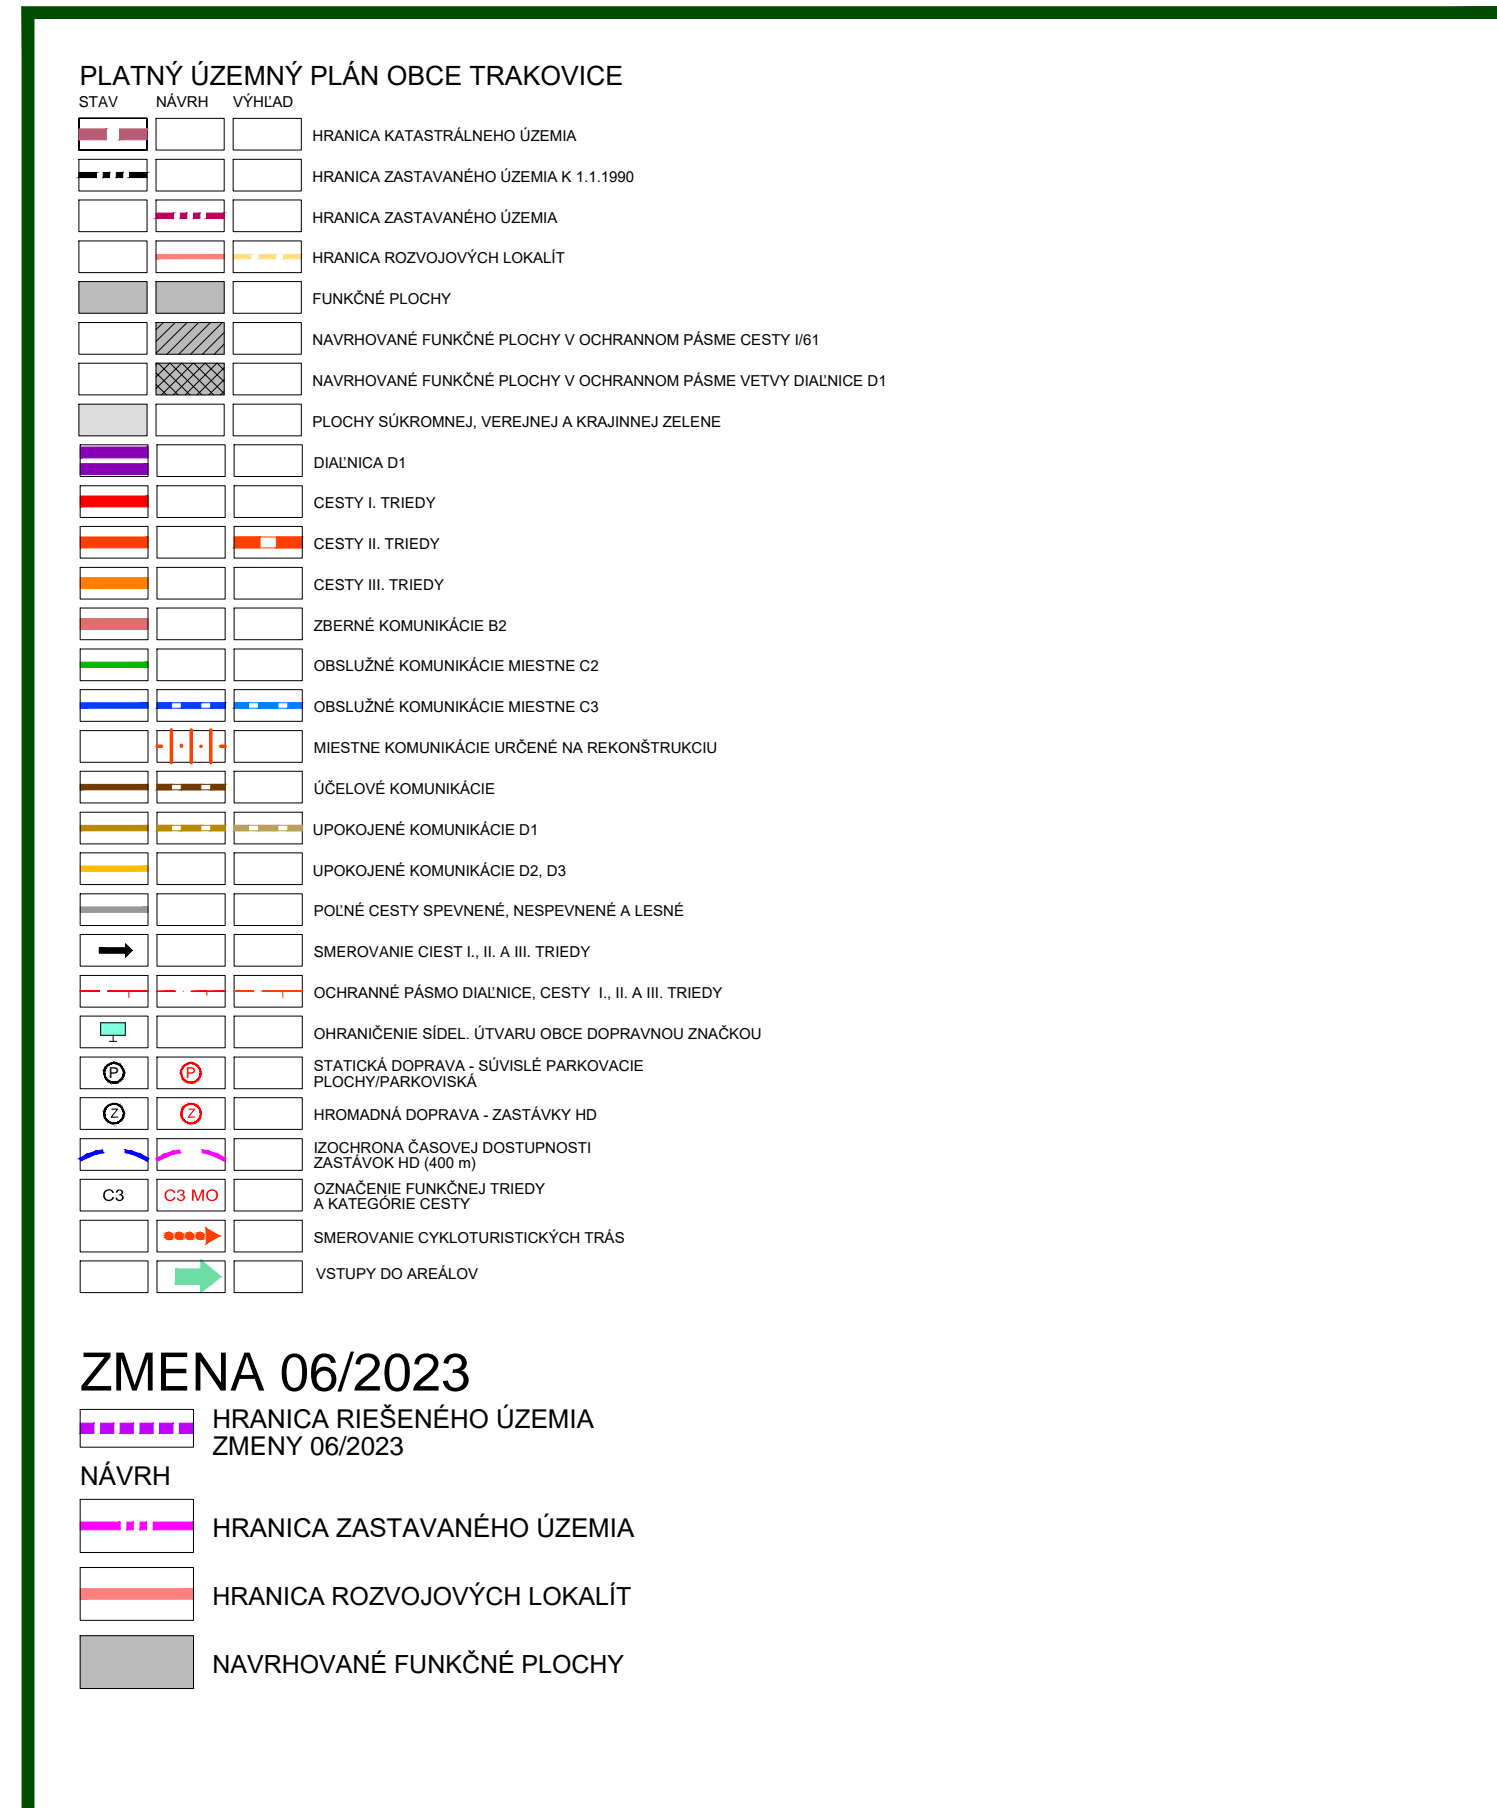 PLATNÝ ÚZEMNÝ PLÁN OBCE TRAKOVICE
STAV NÁVRH VÝHĽAD
HRANICA KATASTRÁLNEHO ÚZEMIA
HRANICA ZASTAVANÉHO ÚZEMIA K 1.1.1990
HRANICA ZASTAVANÉHO ÚZEMIA
HRANICA ROZVOJOVÝCH LOKALÍT
FUNKČNÉ PLOCHY
NAVRHOVANÉ FUNKČNÉ PLOCHY V OCHRANNOM PÁSME CESTY I/61
NAVRHOVANÉ FUNKČNÉ PLOCHY V OCHRANNOM PÁSME VETVY DIAĽNICE D1
PLOCHY SÚKROMNEJ, VEREJNEJ A KRAJINNEJ ZELENE
DIAĽNICA D1
CESTY I. TRIEDY
CESTY II. TRIEDY
CESTY III. TRIEDY
ZBERNÉ KOMUNIKÁCIE B2
OBSLUŽNÉ KOMUNIKÁCIE MIESTNE C2
OBSLUŽNÉ KOMUNIKÁCIE MIESTNE C3
MIESTNE KOMUNIKÁCIE URČENÉ NA REKONŠTRUKCIU
ÚČELOVÉ KOMUNIKÁCIE
UPOKOJENÉ KOMUNIKÁCIE D1
UPOKOJENÉ KOMUNIKÁCIE D2, D3
POĽNÉ CESTY SPEVNENÉ, NESPEVNENÉ A LESNÉ
SMEROVANIE CIEST I., II. A III. TRIEDY
OCHRANNÉ PÁSMO DIAĽNICE, CESTY I., II. A III. TRIEDY
OHRANIČENIE SÍDEL. ÚTVARU OBCE DOPRAVNOU ZNAČKOU
P P STATICKÁ DOPRAVA - SÚVISLÉ PARKOVACIE
PLOCHY/PARKOVISKÁ
Z Z HROMADNÁ DOPRAVA - ZASTÁVKY HD
IZOCHRONA ČASOVEJ DOSTUPNOSTI
ZASTÁVOK HD (400 m)
C3 C3 MO OZNAČENIE FUNKČNEJ TRIEDY
A KATEGÓRIE CESTY
SMEROVANIE CYKLOTURISTICKÝCH TRÁS
VSTUPY DO AREÁLOV
ZMENA 06/2023
HRANICA RIEŠENÉHO ÚZEMIA
ZMENY 06/2023
NÁVRH
HRANICA ZASTAVANÉHO ÚZEMIA
HRANICA ROZVOJOVÝCH LOKALÍT
NAVRHOVANÉ FUNKČNÉ PLOCHY